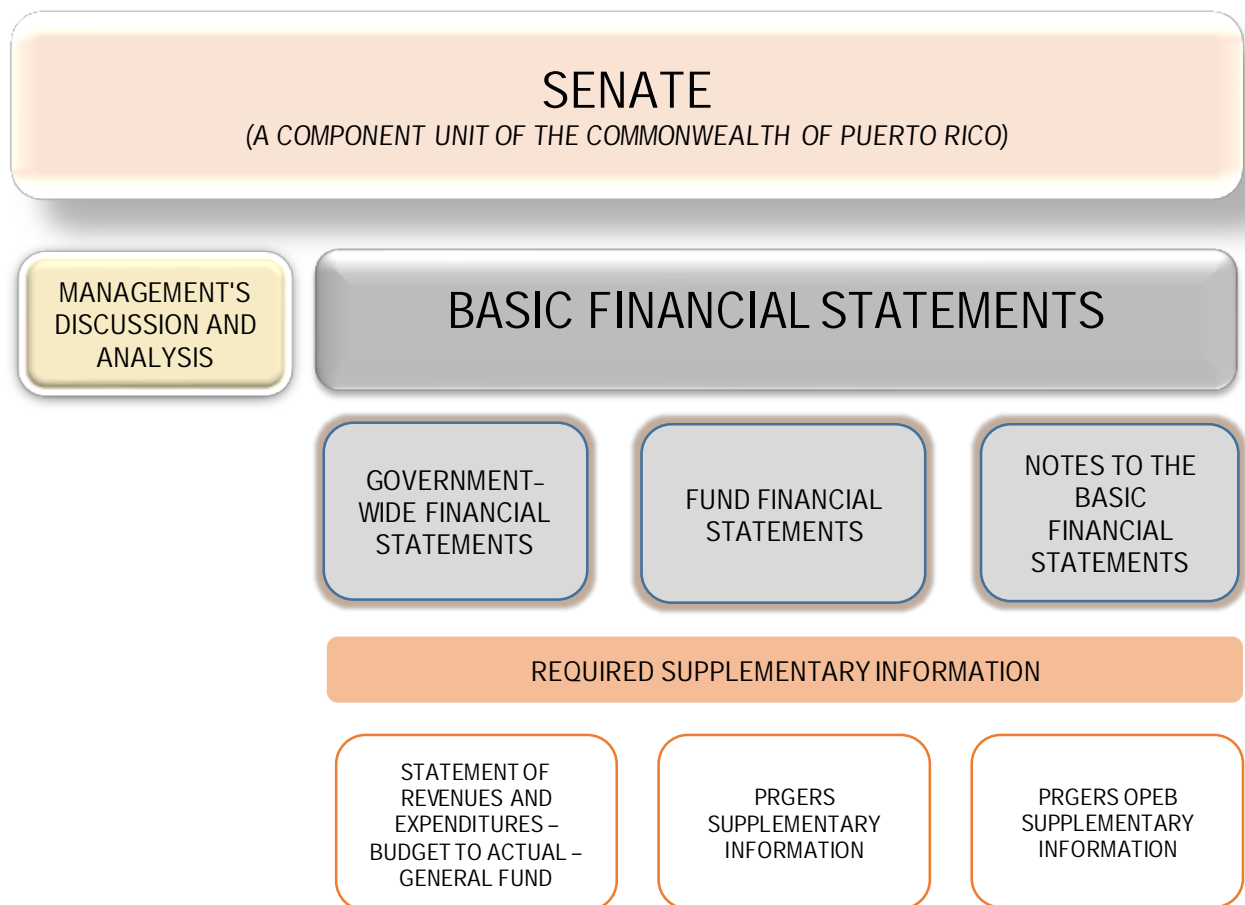 SENATE
(A COMPONENT UNIT OF THE COMMONWEALTH OF PUERTO RICO)
MANAGEMENT'S
DISCUSSION AND
ANALYSIS
BASIC FINANCIAL STATEMENTS
GOVERNMENT–
WIDE FINANCIAL
STATEMENTS
FUND FINANCIAL
STATEMENTS
NOTES TO THE
BASIC
FINANCIAL
STATEMENTS
REQUIRED SUPPLEMENTARY INFORMATION
STATEMENT OF
REVENUES AND
EXPENDITURES –
BUDGET TO ACTUAL –
GENERAL FUND
PRGERS
SUPPLEMENTARY
INFORMATION
PRGERS OPEB
SUPPLEMENTARY
INFORMATION